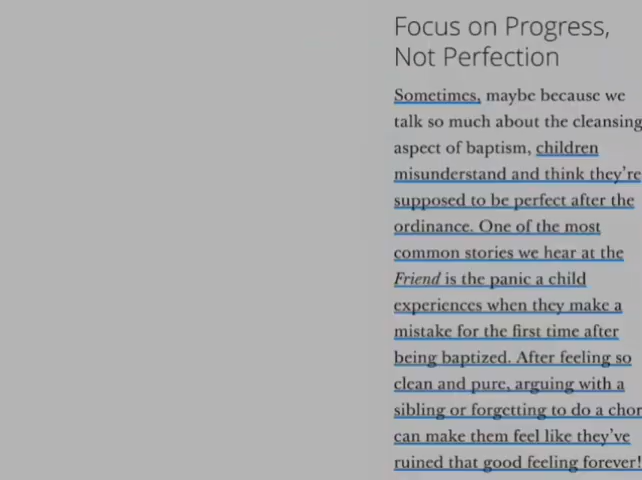 Focus on Progress,
Not Perfection
Sometimes, maybe because we
talk so much about the cleansing
aspect of baptism, children
misunderstand and think they're
supposed to be perfect after the
ordinance. One of the most
common stories we hear at the
Friend is the panic a child
experiences when they make a
mistake for the first time after
being baptized. After feeling so
clean and pure, arguing with a
sibling or forgetting to do a chor
can make them feel like they've
ruined that good feeling forever!